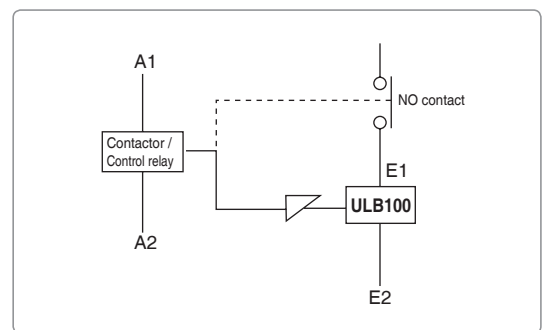 A1
NO contact
Contactor /
Control relay
E1
ULB100
A2
E2